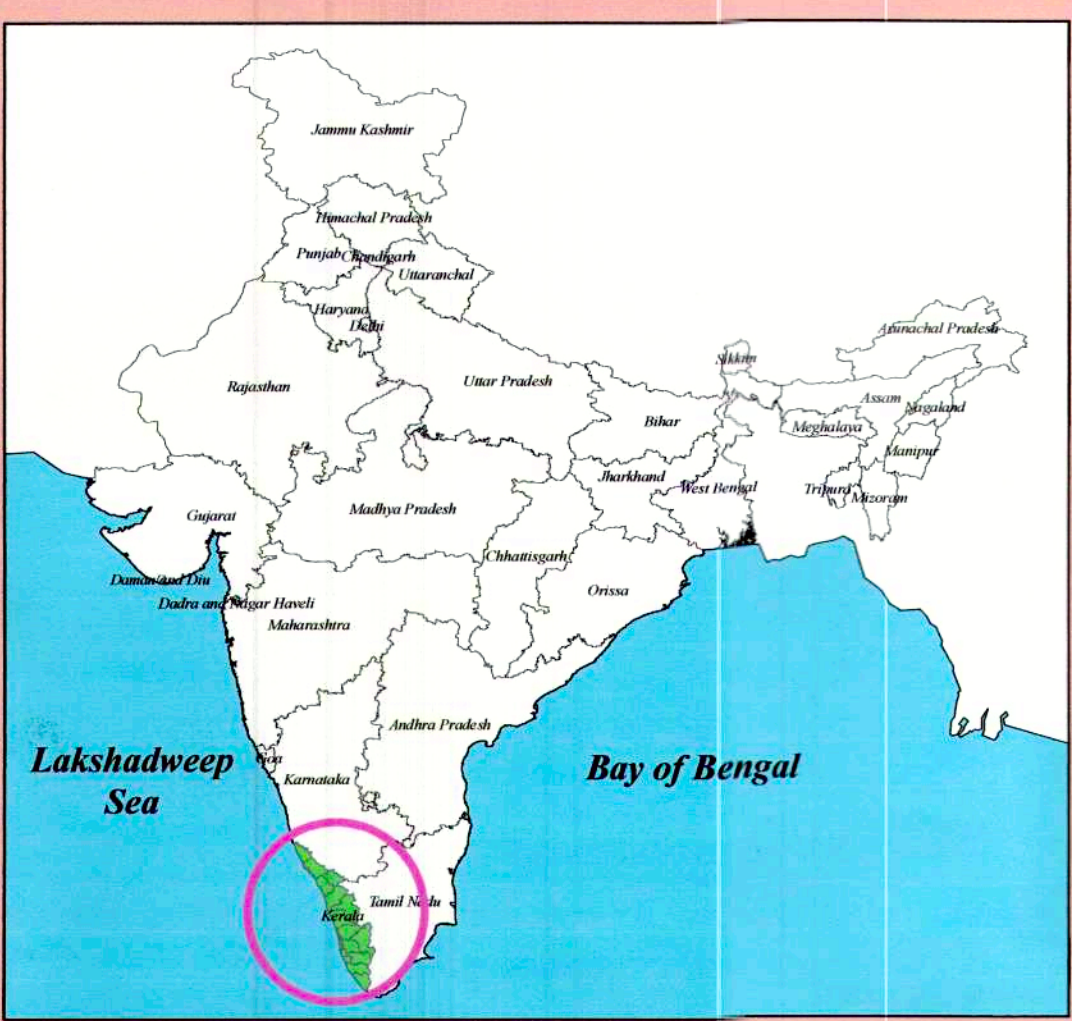 Jammu Kashmir
Himachal Pradesh
Punjab
Chandigarh
Uttaranchal
Haryana
Delhi
Arunachal Pradesh
Sikkim
Rajasthan
Uttar Pradesh
Assam
Nagaland
Bihar
Meghalaya
Manipur
Jharkhand
West Bengal
Tripura
Mizoram
Gujarat
Madhya Pradesh
Chhattisgarh
Daman and Diu
Orissa
Dadra and Nagar Haveli
Maharashtra
Andhra Pradesh
Goa
Karnataka
Lakshadweep
Sea
Bay of Bengal
Tamil Nadu
Kerala